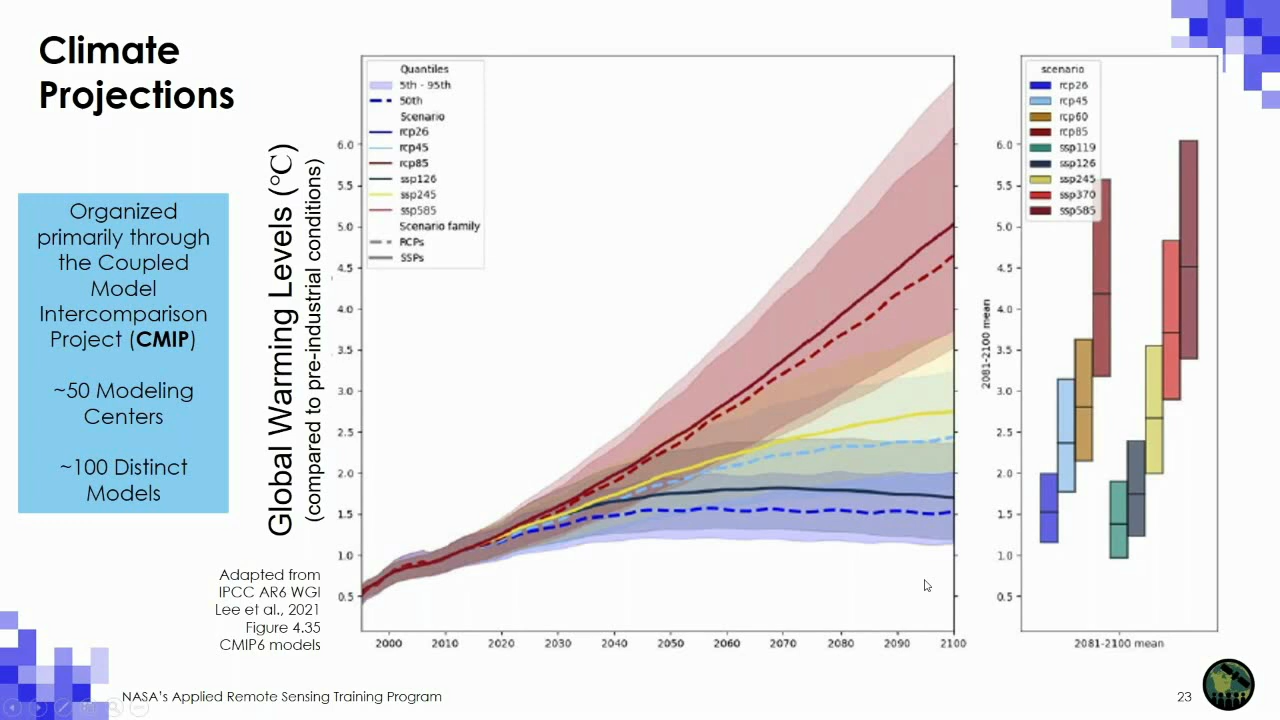 Climate
Projections
Organized
primarily through
the Coupled
Model
Intercomparison
Project (CMIP)
~50 Modeling
Centers
~100 Distinct
Models
Adapted from
IPCC AR6 WGI
Lee et al., 2021
Figure 4.35
CMIP6 models
Global Warming Levels (°C)
(compared to pre-industrial conditions)
Quantiles
5th - 95th
50th
Scenario
rcp26
rcp45
rcp85
ssp126
ssp245
ssp585
Scenario family
RCPs
SSPs
6.0
5.5
5.0
4.5
4.0
3.5
3.0
2.5
2.0
1.5
1.0
0.5
2000 2010 2020 2030 2040 2050 2060 2070 2080 2090 2100
scenario
rcp26
rcp45
rcp60
rcp85
ssp119
ssp126
ssp245
ssp370
ssp585
2081-2100 mean
6.0
5.5
5.0
4.5
4.0
3.5
3.0
2.5
2.0
1.5
1.0
0.5
2081-2100 mean
NASA's Applied Remote Sensing Training Program
23